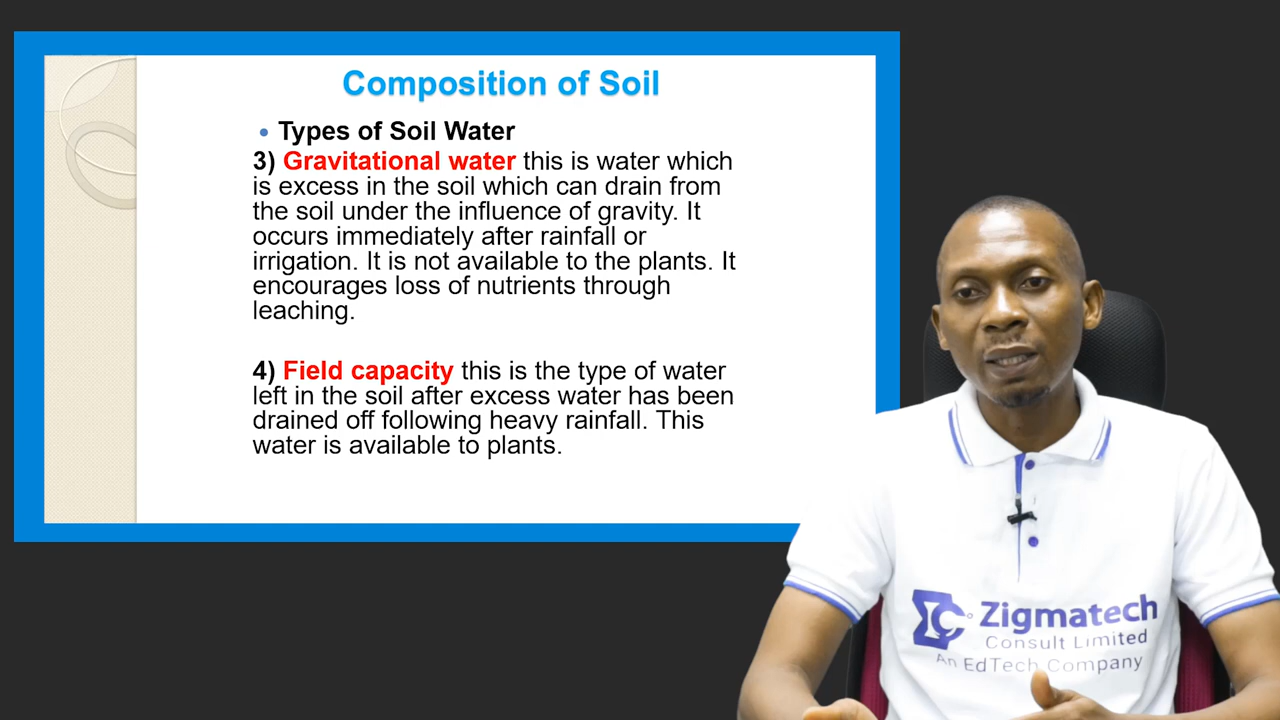 Composition of Soil
• Types of Soil Water
3) Gravitational water this is water which
is excess in the soil which can drain from
the soil under the influence of gravity. It
occurs immediately after rainfall or
irrigation. It is not available to the plants. It
encourages loss of nutrients through
leaching.
4) Field capacity this is the type of water
left in the soil after excess water has been
drained off following heavy rainfall. This
water is available to plants.
Zigmatech
Consult Limited
An EdTech Company